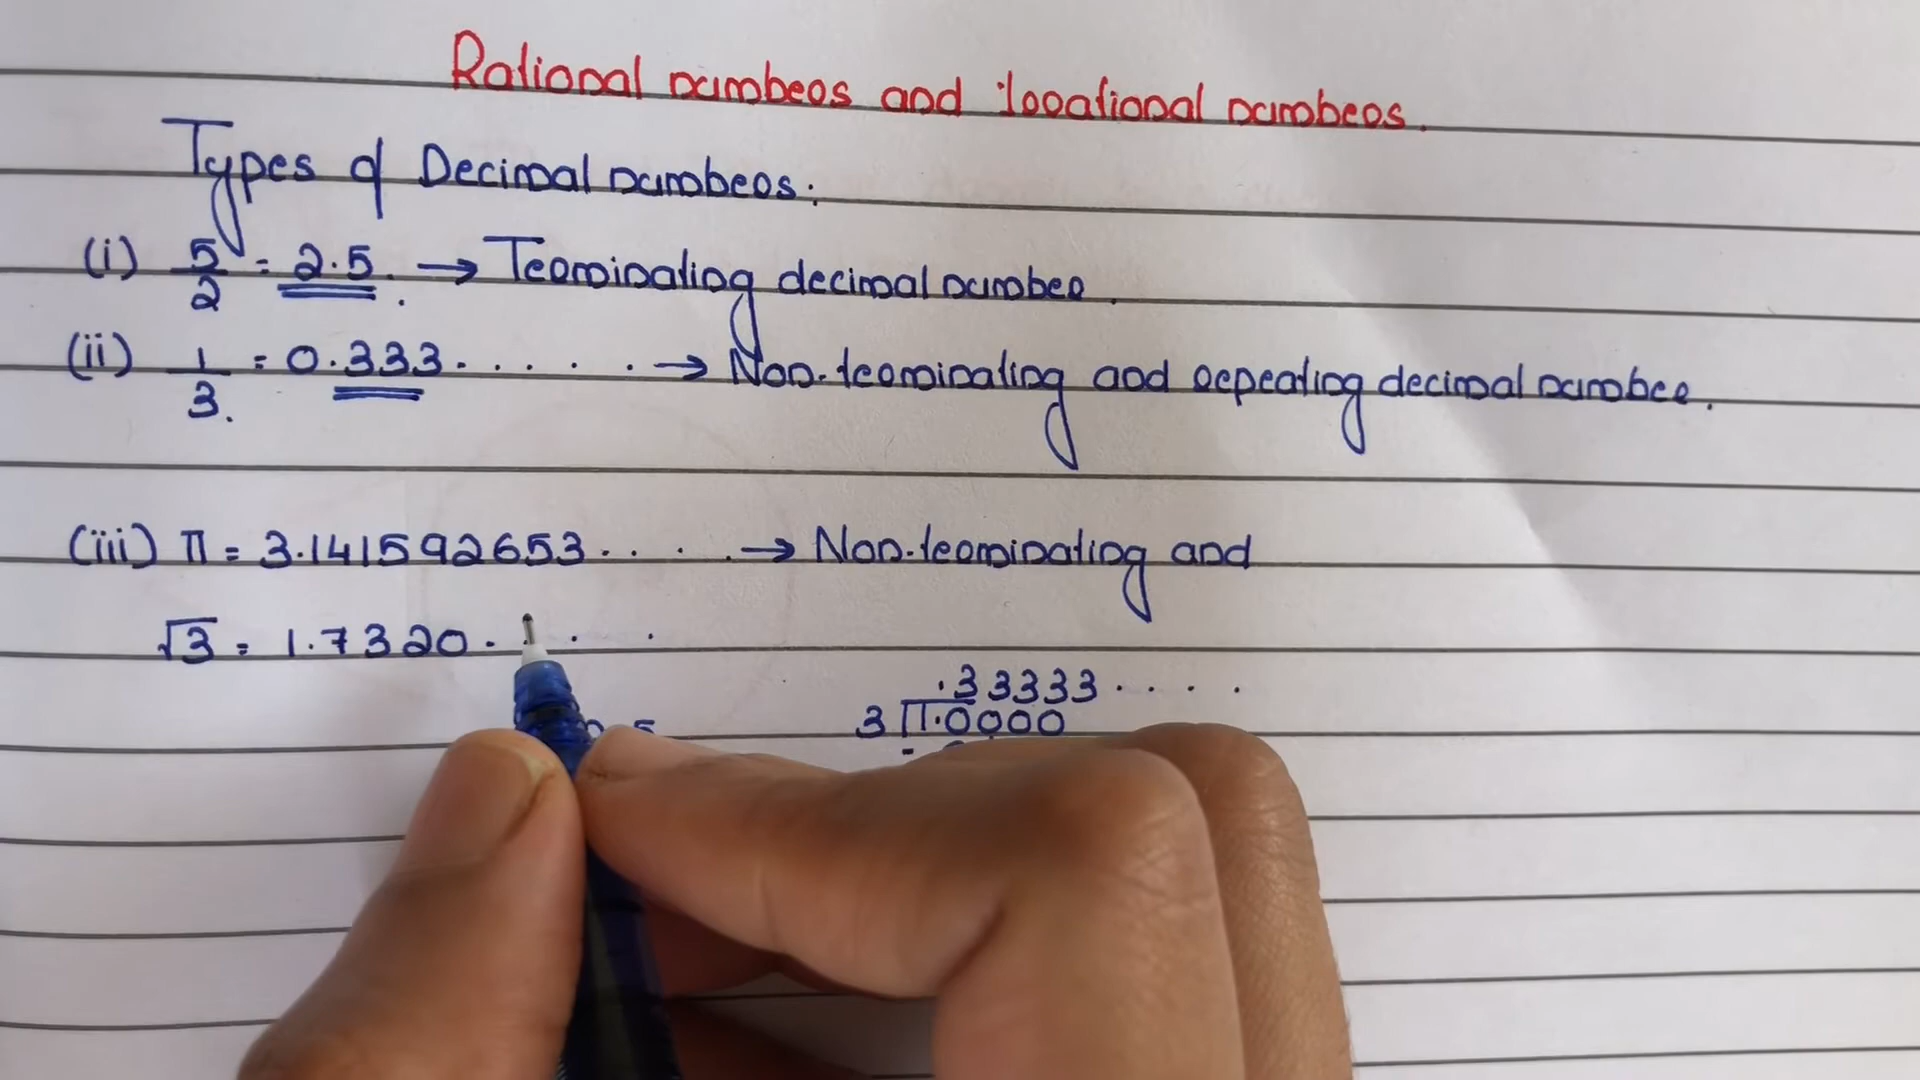 Rational numbers and irrational numbers.
Types of Decimal numbers:
(i) 5/2 = 2.5. → Terminating decimal number.
(ii) 1/3 = 0.333...... → Non-terminating and repeating decimal number.
(iii) π = 3.141592653..... → Non-terminating and
√3 = 1.7320....
.33333....
3 1.0000